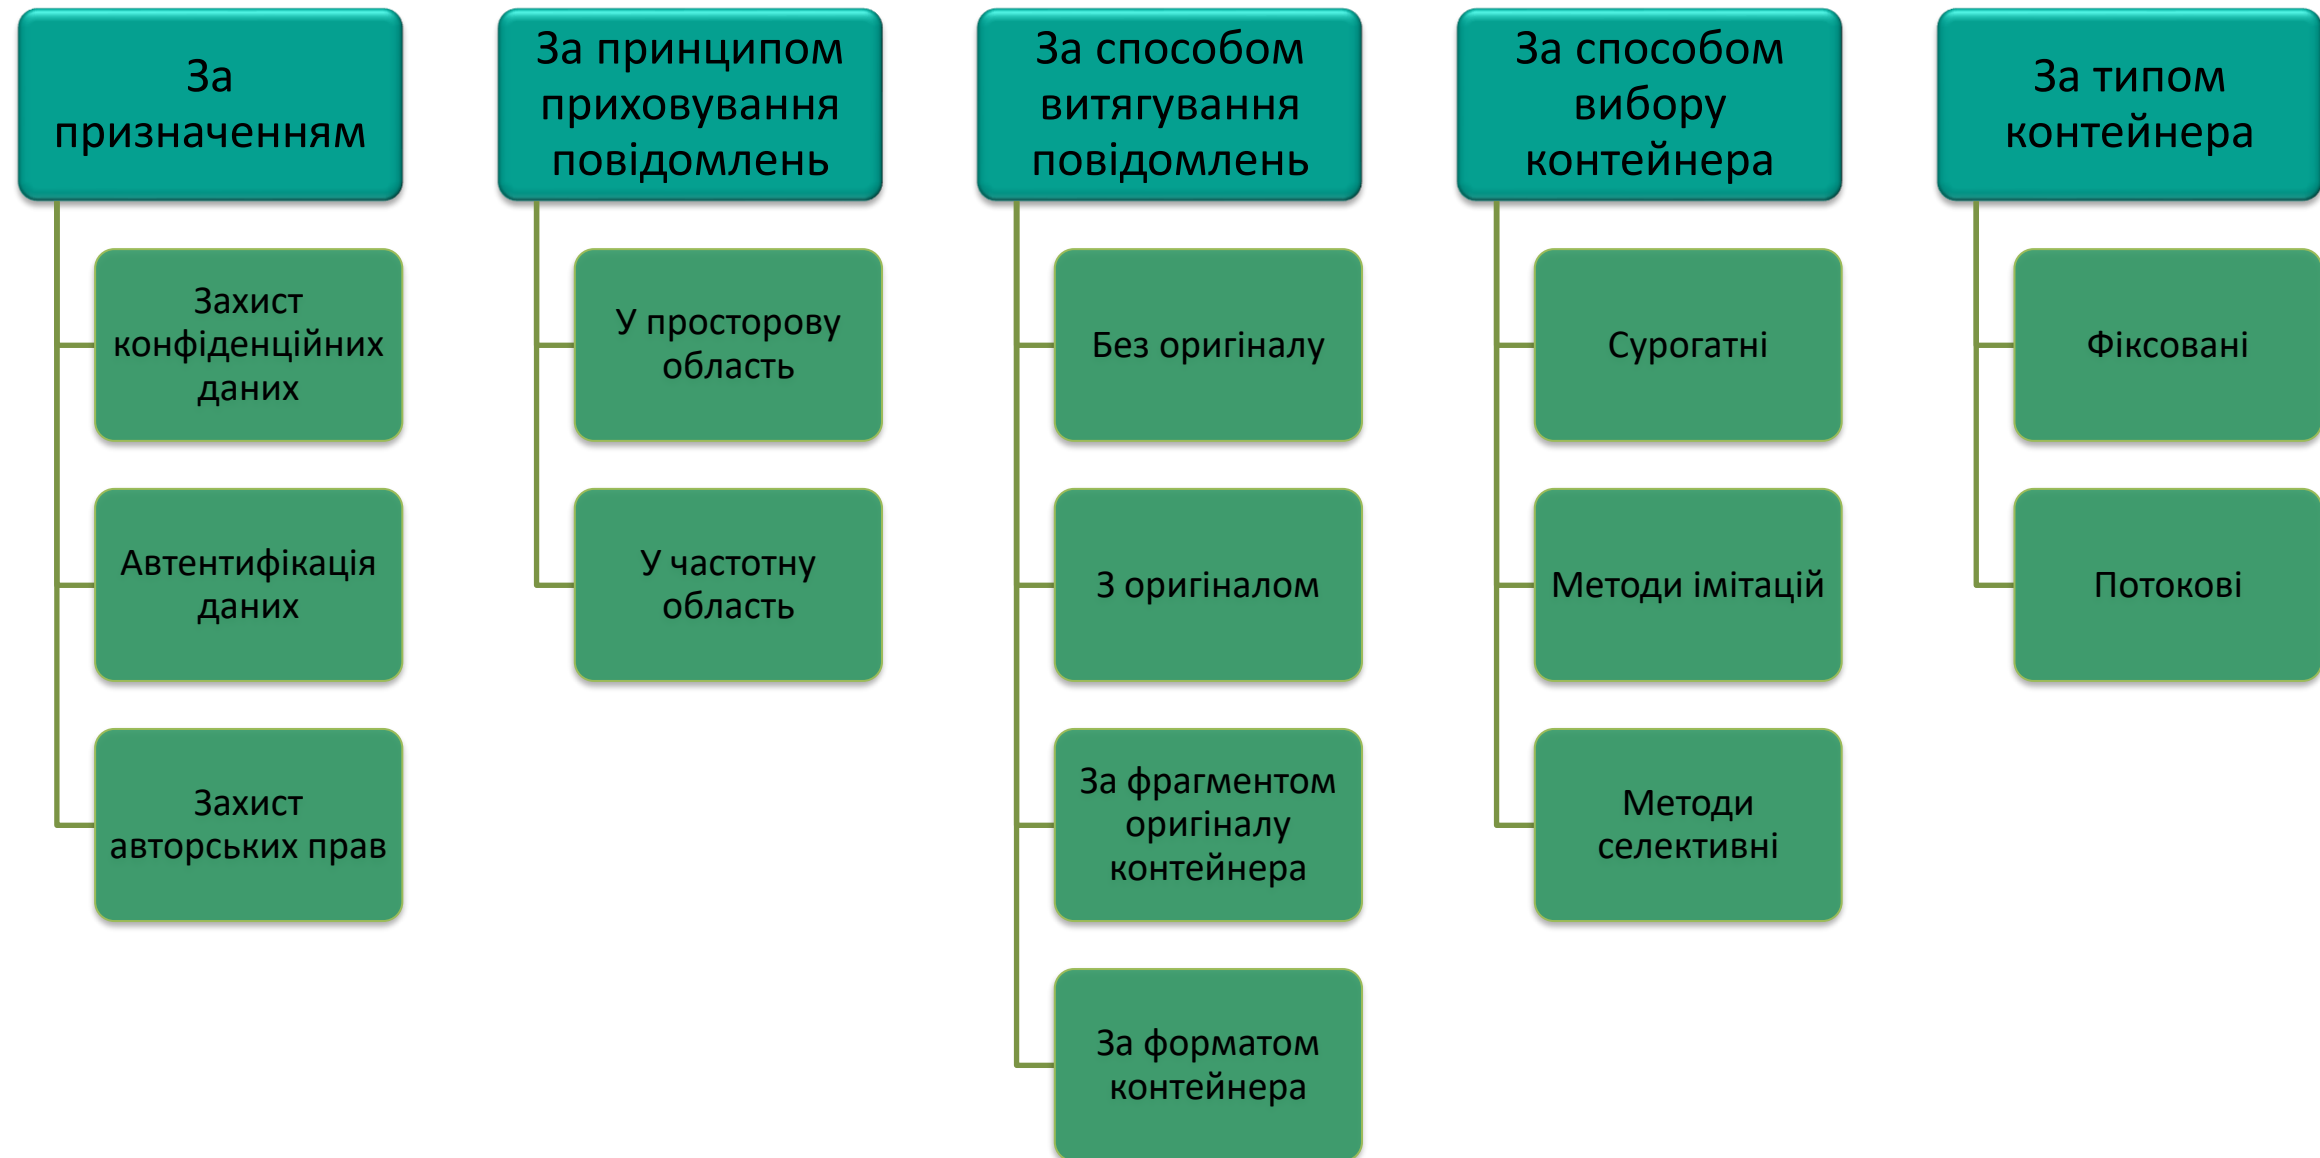 За
призначенням
Захист
конфіденційних
даних
Автентифікація
даних
Захист
авторських прав
За принципом
приховування
повідомлень
У просторову
область
У частотну
область
За способом
витягування
повідомлень
Без оригіналу
З оригіналом
За фрагментом
оригіналу
контейнера
За форматом
контейнера
За способом
вибору
контейнера
Сурогатні
Методи імітацій
Методи
селективні
За типом
контейнера
Фіксовані
Потокові